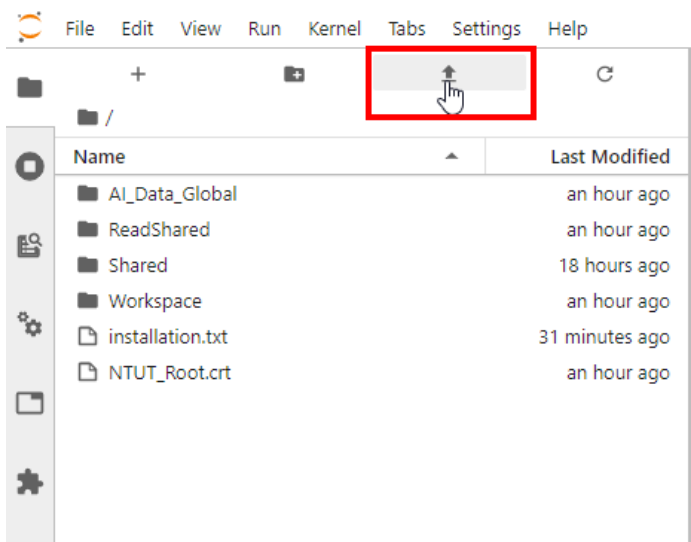 File Edit View Run Kernel Tabs Settings Help
/
Name Last Modified
AI_Data_Global an hour ago
ReadShared an hour ago
Shared 18 hours ago
Workspace an hour ago
installation.txt 31 minutes ago
NTUT_Root.crt an hour ago